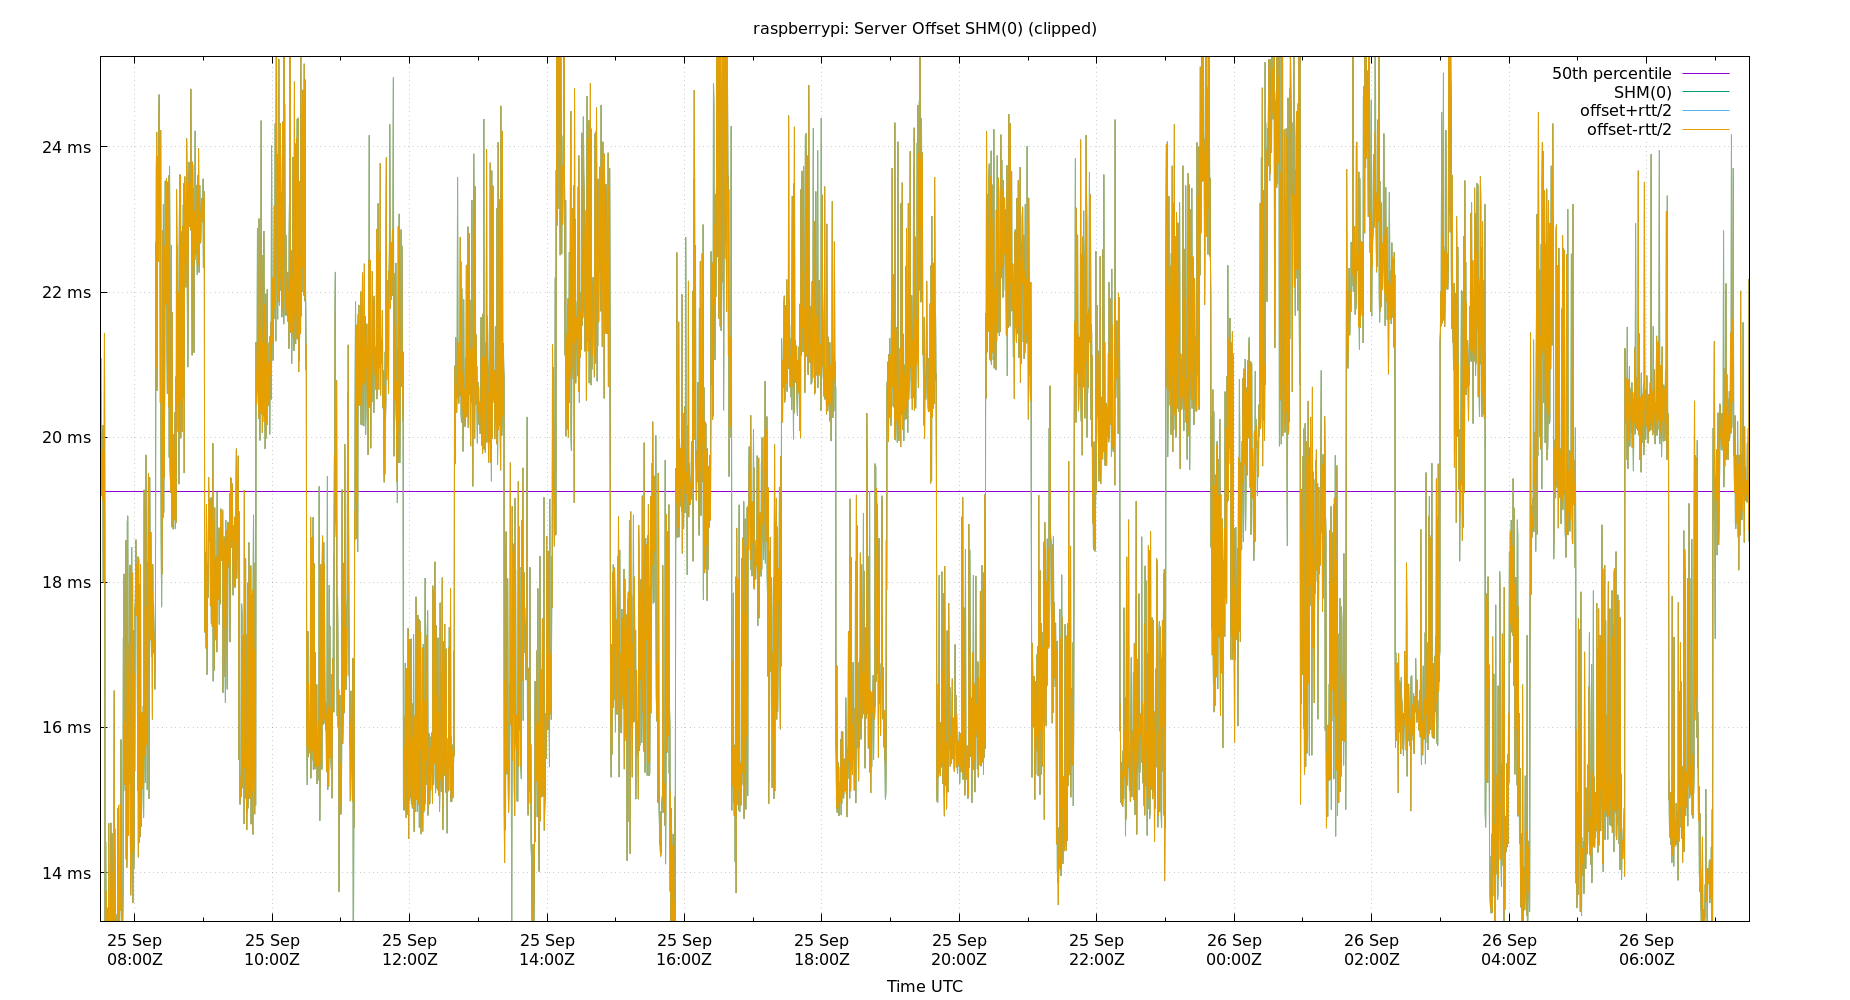 raspberrypi: Server Offset SHM(0) (clipped)
50th percentile
SHM(0)
offset+rtt/2
offset-rtt/2
24 ms
22 ms
20 ms
18 ms
16 ms
14 ms
25 Sep 25 Sep 25 Sep 25 Sep 25 Sep 25 Sep 25 Sep 25 Sep 26 Sep 26 Sep 26 Sep 26 Sep
08:00Z 10:00Z 12:00Z 14:00Z 16:00Z 18:00Z 20:00Z 22:00Z 00:00Z 02:00Z 04:00Z 06:00Z
Time UTC